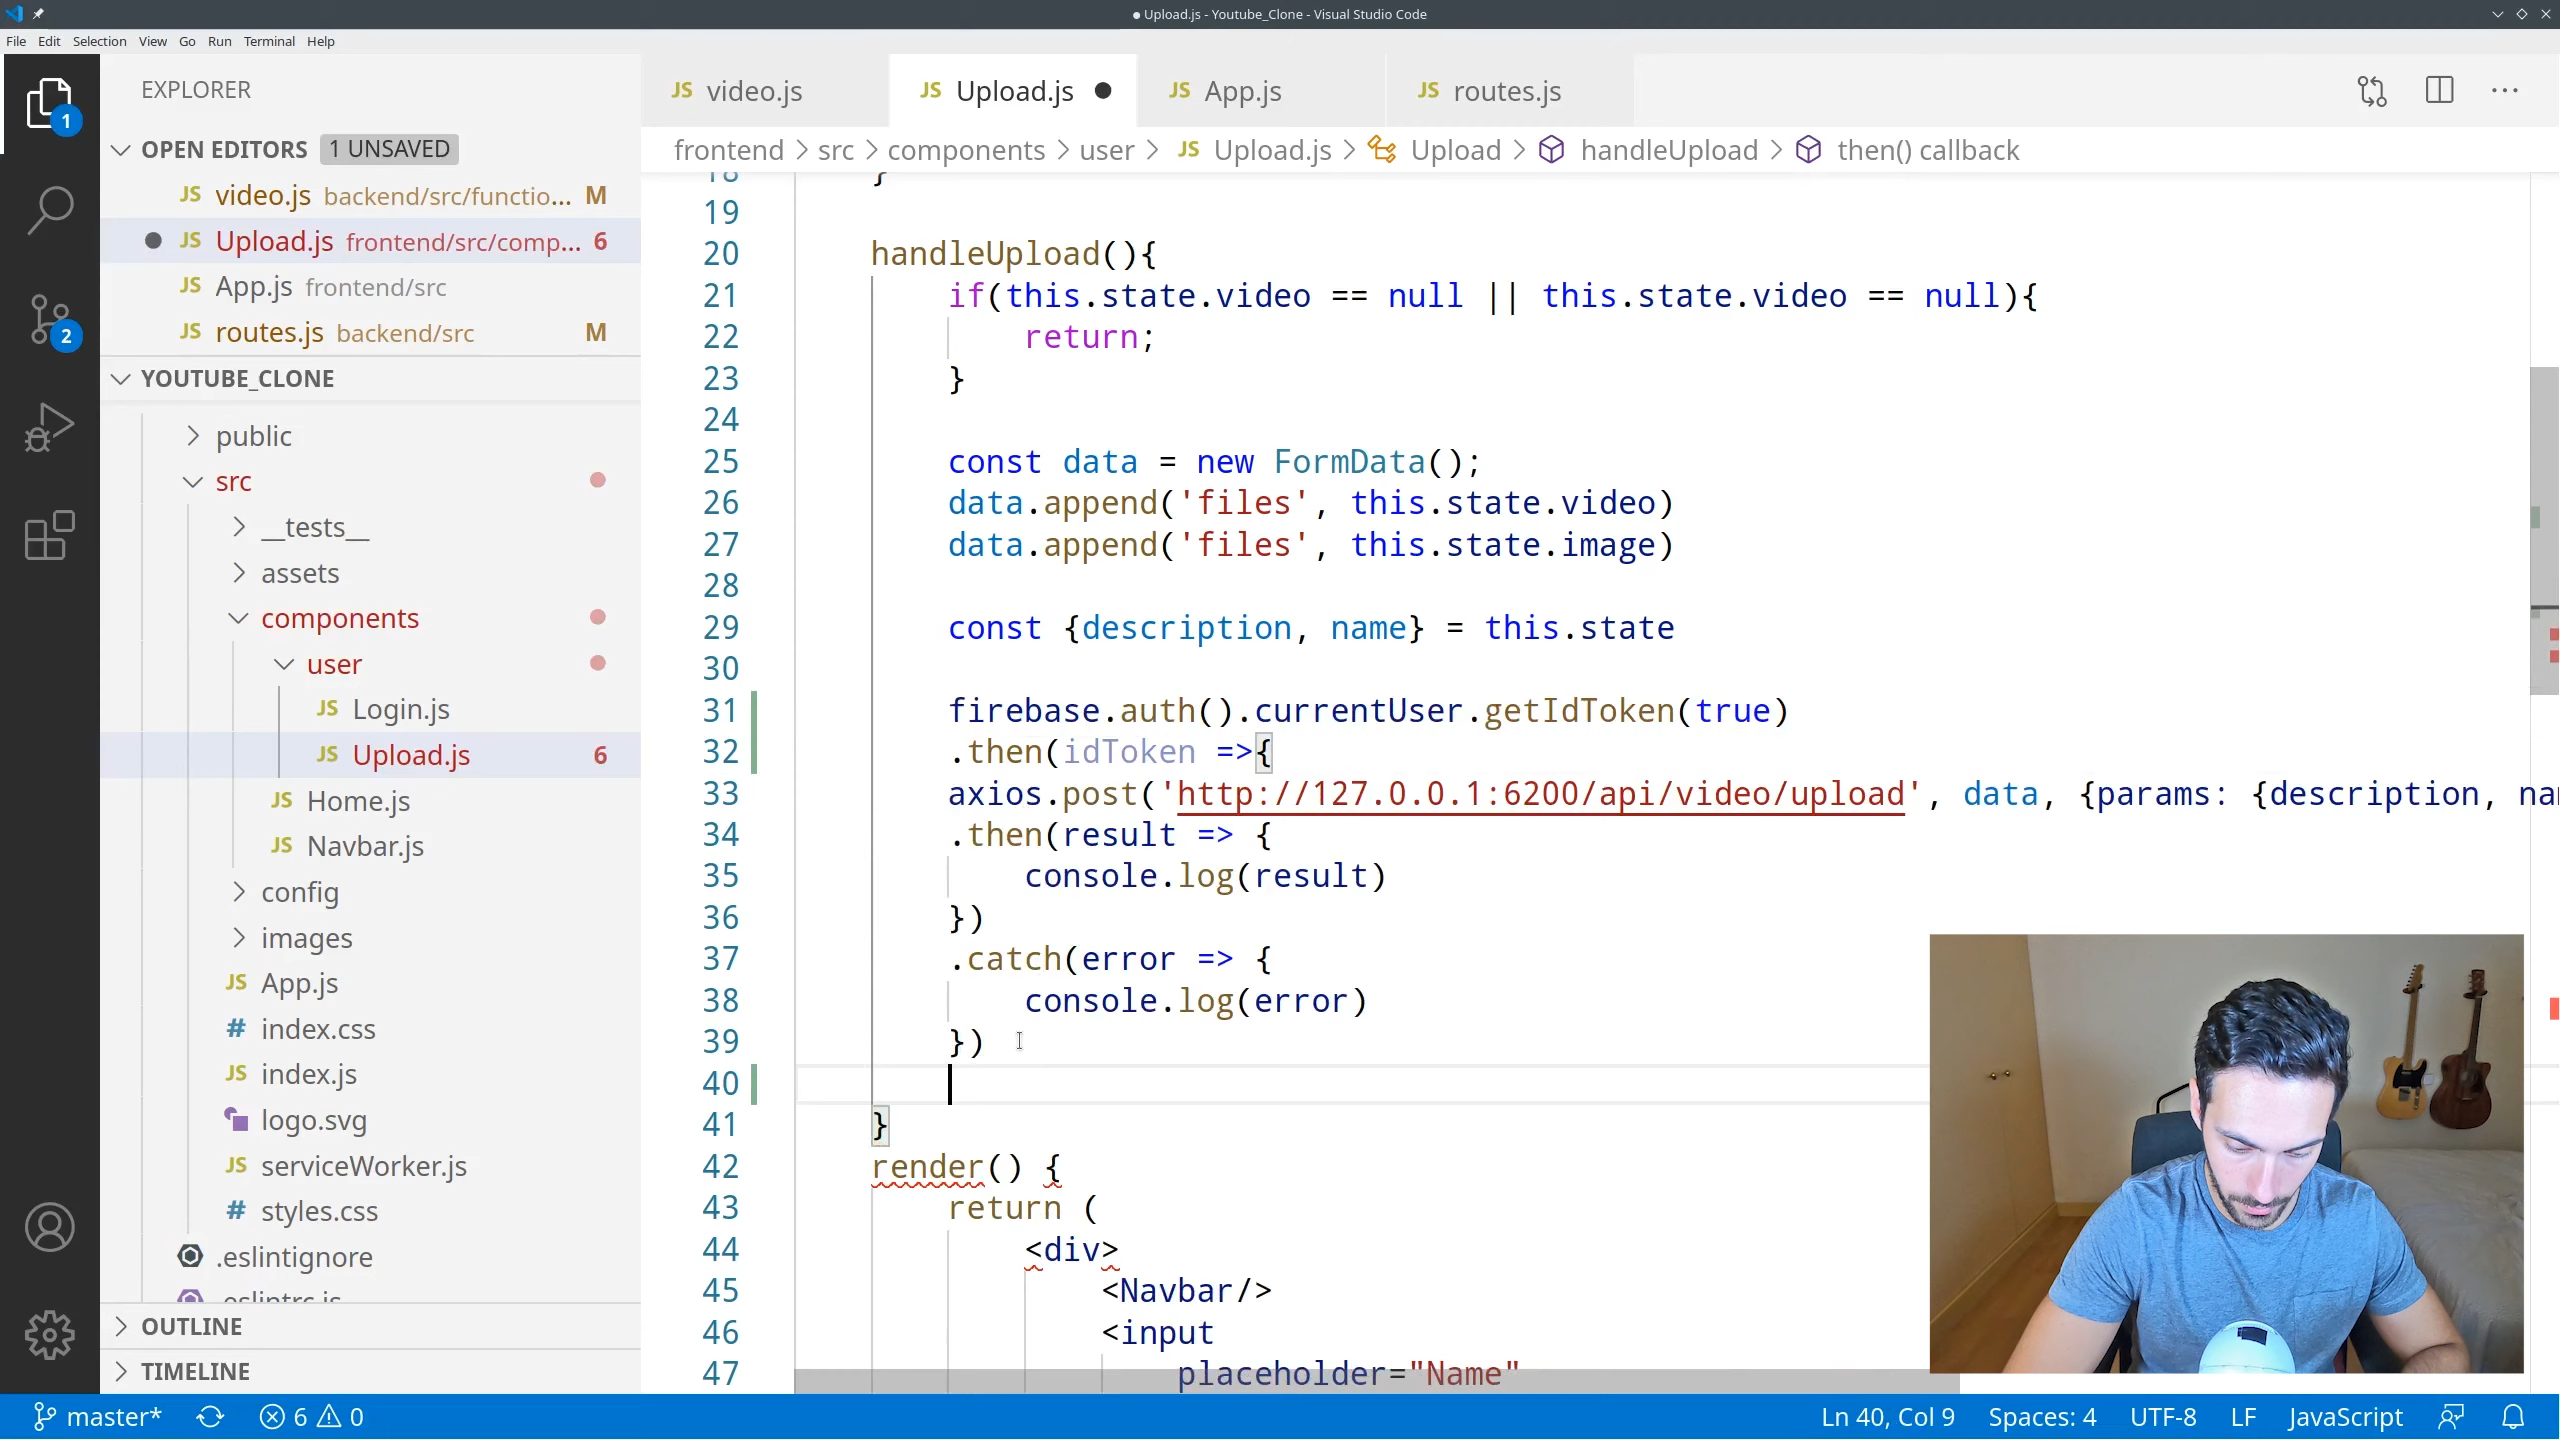 ● Upload.js - Youtube_Clone - Visual Studio Code
File Edit Selection View Go Run Terminal Help
EXPLORER
JS video.js JS Upload.js ● JS App.js JS routes.js ···
OPEN EDITORS 1 UNSAVED
frontend > src > components > user > JS Upload.js > Upload > handleUpload > then() callback
JS video.js backend/src/functio... M
JS Upload.js frontend/src/comp... 6
JS App.js frontend/src
JS routes.js backend/src M
YOUTUBE_CLONE
public
src
__tests__
assets
components
user
JS Login.js
JS Upload.js 6
JS Home.js
JS Navbar.js
config
images
JS App.js
# index.css
JS index.js
logo.svg
JS serviceWorker.js
# styles.css
.eslintignore
.eslintrc.js
OUTLINE
TIMELINE
1
2
18 }
19
20 handleUpload(){
21 if(this.state.video == null || this.state.video == null){
22 return;
23 }
24
25 const data = new FormData();
26 data.append('files', this.state.video)
27 data.append('files', this.state.image)
28
29 const {description, name} = this.state
30
31 firebase.auth().currentUser.getIdToken(true)
32 .then(idToken =>{
33 axios.post('http://127.0.0.1:6200/api/video/upload', data, {params: {description,
34 .then(result => {
35 console.log(result)
36 })
37 .catch(error => {
38 console.log(error)
39 })
40
41 }
42 render() {
43 return (
44 <div>
45 <Navbar/>
46 <input
47 placeholder="Name"
master* 6 0 Ln 40, Col 9 Spaces: 4 UTF-8 LF JavaScript